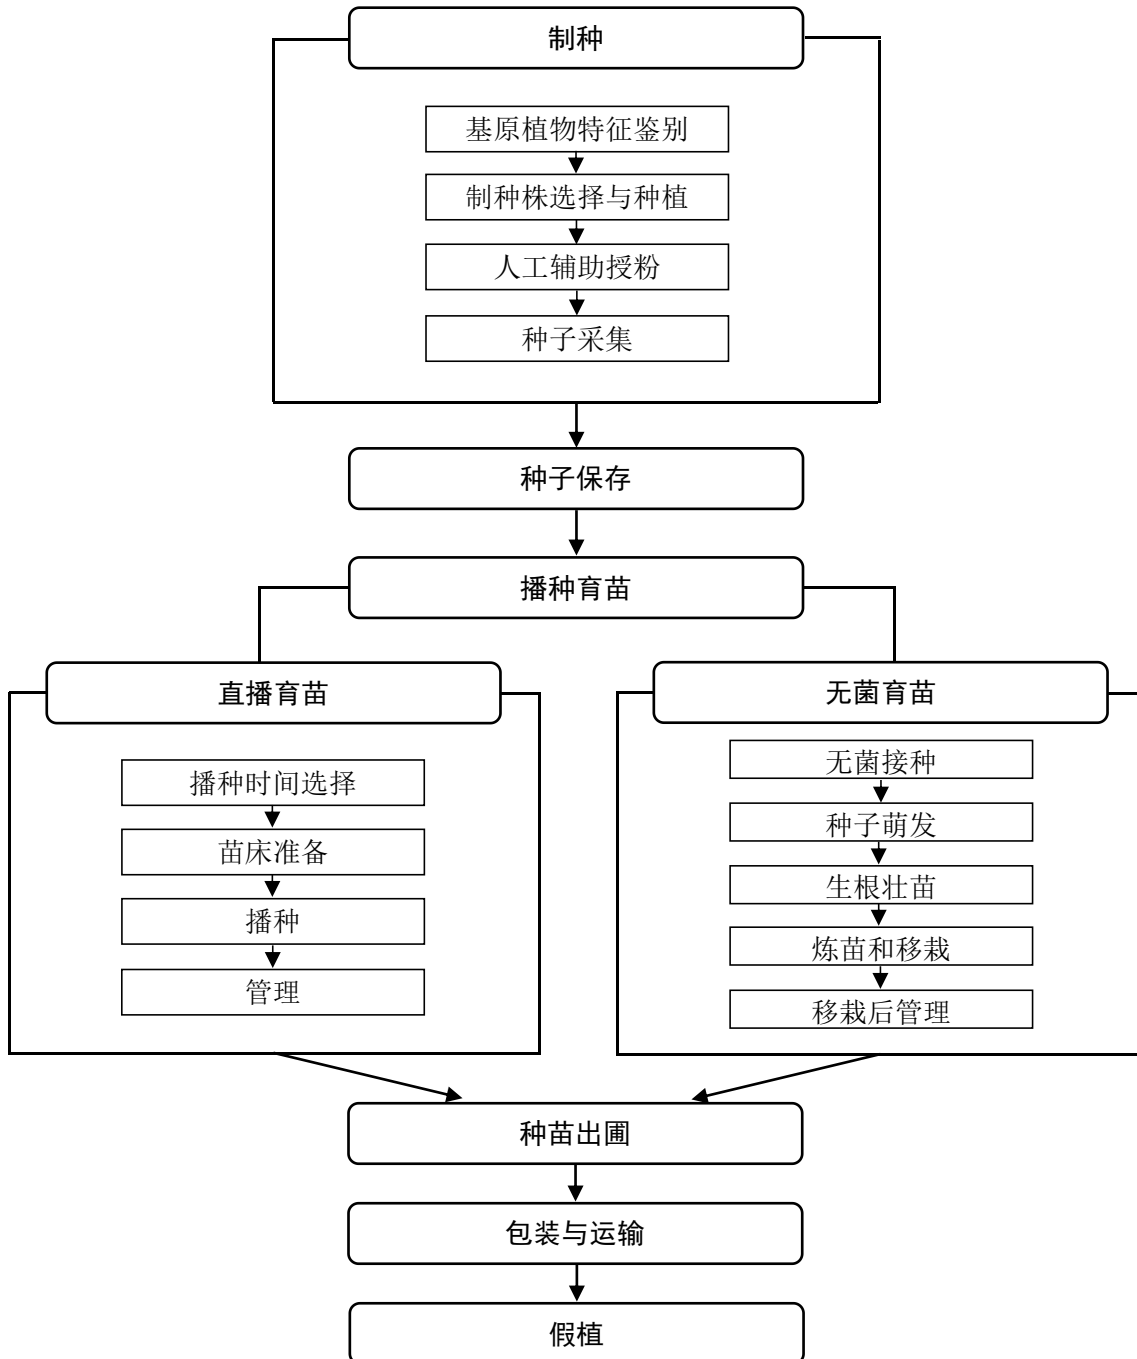 制种
基原植物特征鉴别
制种株选择与种植
人工辅助授粉
种子采集
种子保存
播种育苗
直播育苗
播种时间选择
苗床准备
播种
管理
无菌育苗
无菌接种
种子萌发
生根壮苗
炼苗和移栽
移栽后管理
种苗出圃
包装与运输
假植